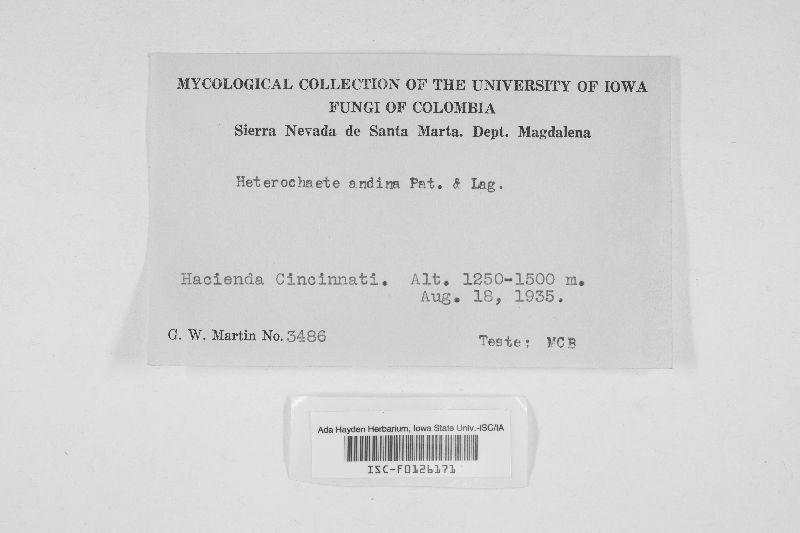 MYCOLOGICAL COLLECTION OF THE UNIVERSITY OF IOWA
FUNGI OF COLOMBIA
Sierra Nevada de Santa Marta. Dept. Magdalena
Heterochaete andina Pat. & Lag.
Hacienda Cincinnati. Alt. 1250-1500 m.
Aug. 18, 1935.
G. W. Martin No. 3486
Teste: MCB
Ada Hayden Herbarium, Iowa State Univ.-ISC/IA
ISC-F0126171